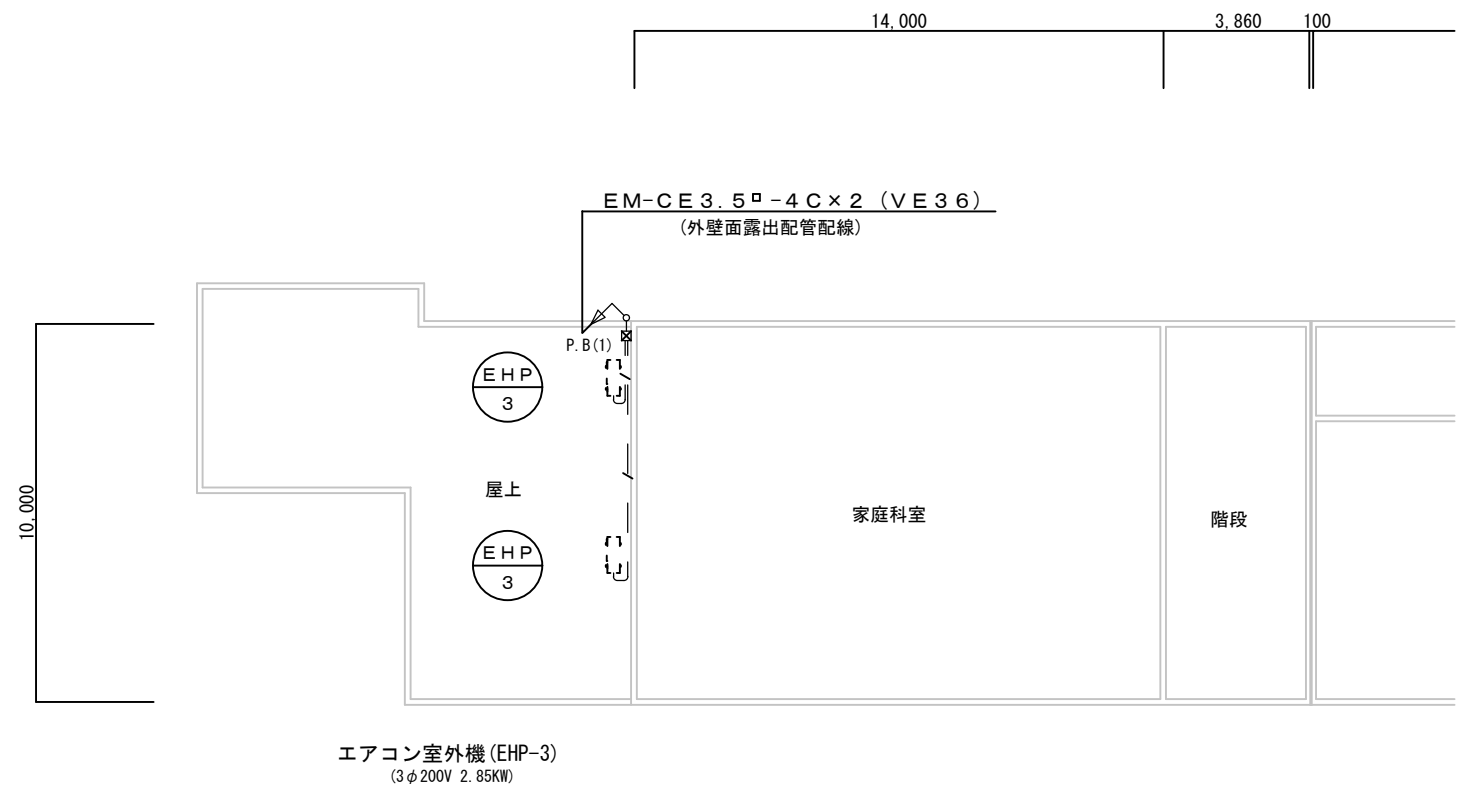 14,000
3,860
100
EM-CE3.5□-4C×2 (VE36)
(外壁面露出配管配線)
P.B(1)
EHP
3
屋上
家庭科室
階段
10,000
EHP
3
エアコン室外機(EHP-3)
(3φ200V 2.85KW)